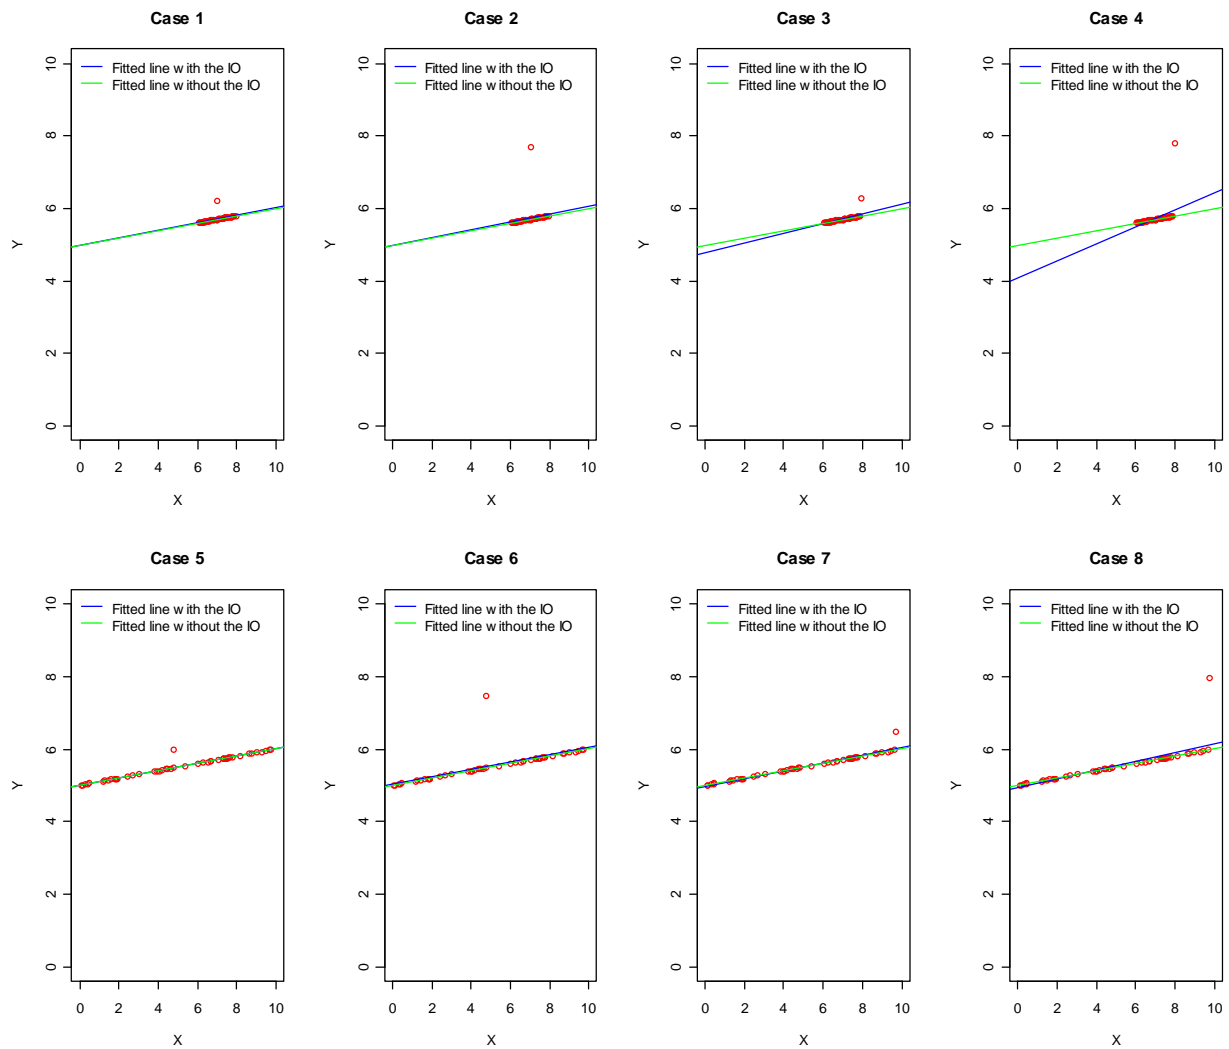 Case 1
Case 2
Case 3
Case 4
Fitted line with the IO
Fitted line without the IO
Fitted line with the IO
Fitted line without the IO
Fitted line with the IO
Fitted line without the IO
Fitted line with the IO
Fitted line without the IO
Y
0 2 4 6 8 10
Y
0 2 4 6 8 10
Y
0 2 4 6 8 10
Y
0 2 4 6 8 10
0 2 4 6 8 10
0 2 4 6 8 10
0 2 4 6 8 10
0 2 4 6 8 10
X
X
X
X
Case 5
Case 6
Case 7
Case 8
Fitted line with the IO
Fitted line without the IO
Fitted line with the IO
Fitted line without the IO
Fitted line with the IO
Fitted line without the IO
Fitted line with the IO
Fitted line without the IO
Y
0 2 4 6 8 10
Y
0 2 4 6 8 10
Y
0 2 4 6 8 10
Y
0 2 4 6 8 10
0 2 4 6 8 10
0 2 4 6 8 10
0 2 4 6 8 10
0 2 4 6 8 10
X
X
X
X